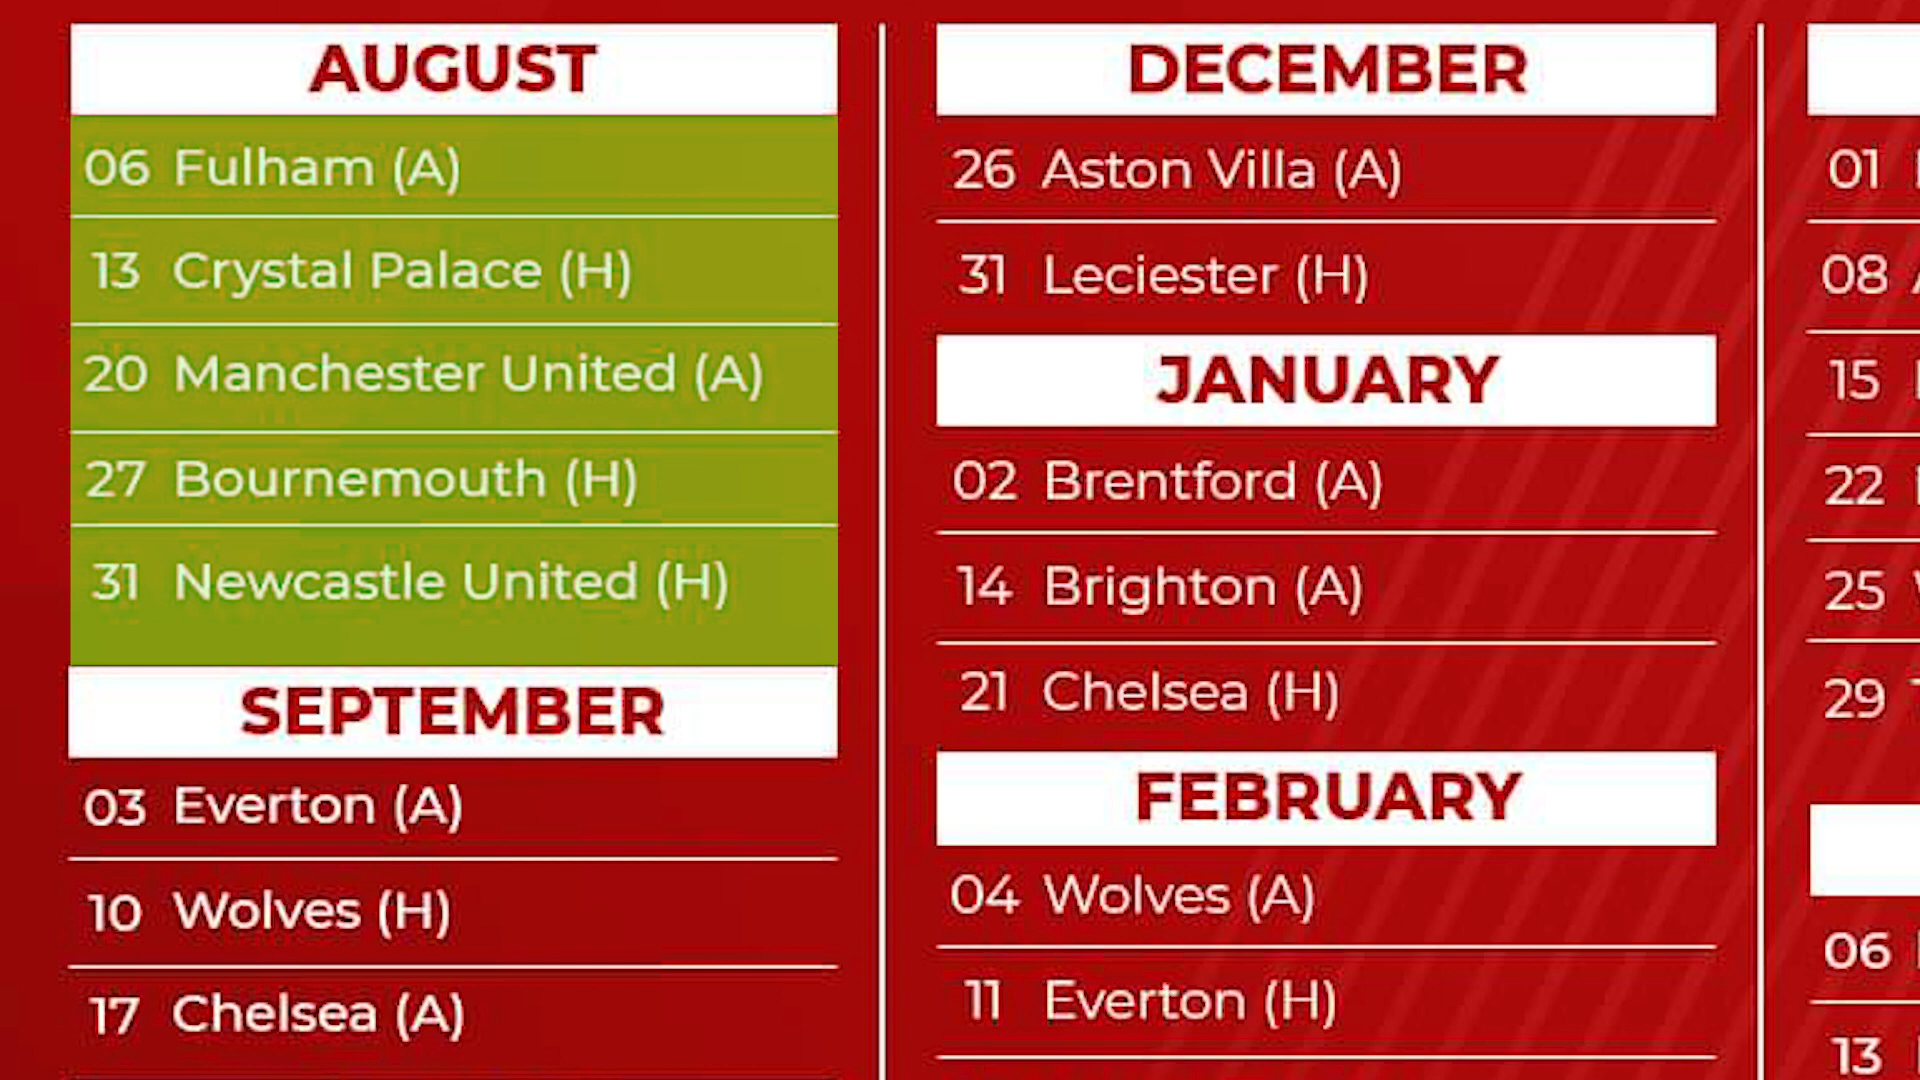 AUGUST
06 Fulham (A)
13 Crystal Palace (H)
20 Manchester United (A)
27 Bournemouth (H)
31 Newcastle United (H)
SEPTEMBER
03 Everton (A)
10 Wolves (H)
17 Chelsea (A)
DECEMBER
26 Aston Villa (A)
31 Leciester (H)
JANUARY
02 Brentford (A)
14 Brighton (A)
21 Chelsea (H)
FEBRUARY
04 Wolves (A)
11 Everton (H)
01
08
15
22
25
29
06
13